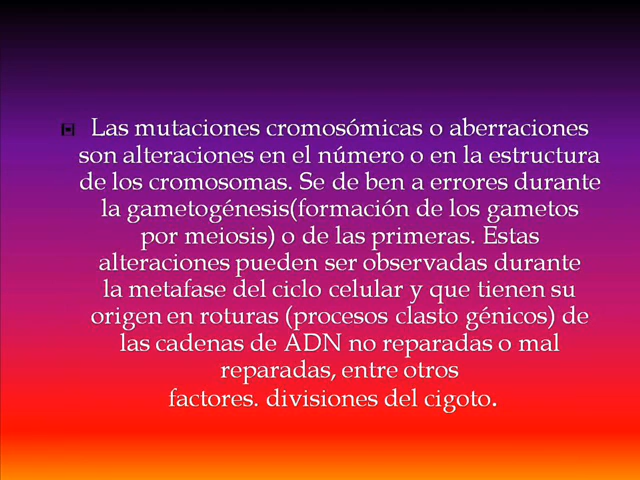 Las mutaciones cromosómicas o aberraciones
son alteraciones en el número o en la estructura
de los cromosomas. Se de ben a errores durante
la gametogénesis(formación de los gametos
por meiosis) o de las primeras. Estas
alteraciones pueden ser observadas durante
la metafase del ciclo celular y que tienen su
origen en roturas (procesos clasto génicos) de
las cadenas de ADN no reparadas o mal
reparadas, entre otros
factores. divisiones del cigoto.